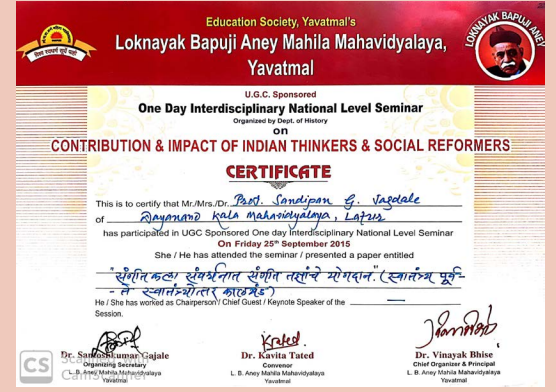 Education Society, Yavatmal's
Loknayak Bapuji Aney Mahila Mahavidyalaya,
Yavatmal
LOKNAYAK BAPUJI ANEY
U.G.C. Sponsored
One Day Interdisciplinary National Level Seminar
Organized by Dept. of History
on
CONTRIBUTION & IMPACT OF INDIAN THINKERS & SOCIAL REFORMERS
CERTIFICATE
This is to certify that Mr./Mrs./Dr. Prof. Sandipan G. Jagdale
of Dayanand Kala Mahavidyalaya, Latur
has participated in UGC Sponsored One day Interdisciplinary National Level Seminar
On Friday 25th September 2015
She / He has attended the seminar / presented a paper entitled
"संगीत कला संवर्धनात संगीत तज्ञांचे योगदान." (स्वातंत्र्य पूर्व-
- ते स्वातंत्र्योत्तर कालखंड)
He / She has worked as Chairperson/ Chief Guest / Keynote Speaker of the —
Session.
Dr. Santoshkumar Gajale
Organizing Secretary
L. B. Aney Mahila Mahavidyalaya
Yavatmal
Dr. Kavita Tated
Convenor
L. B. Aney Mahila Mahavidyalaya
Yavatmal
Dr. Vinayak Bhise
Chief Organizer & Principal
L. B. Aney Mahila Mahavidyalaya
Yavatmal
CS
Scanned with
CamScanner